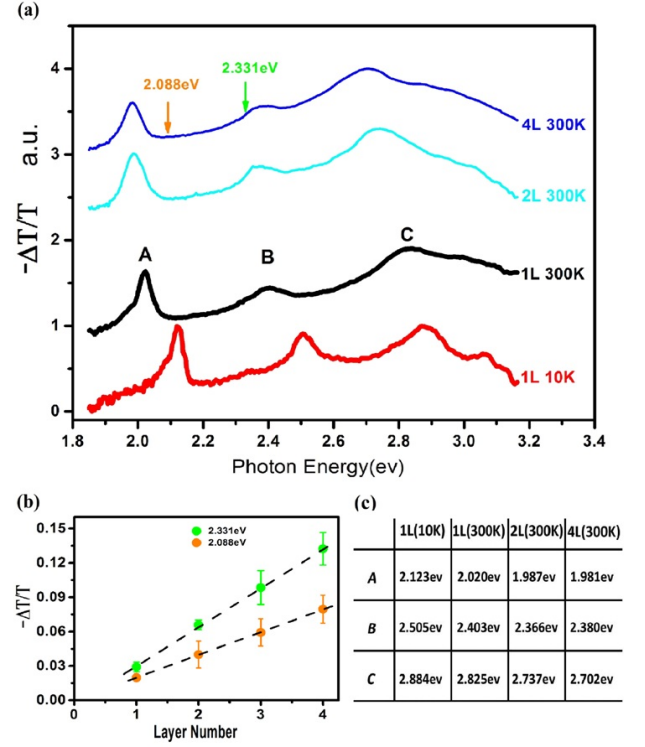 (a)
4
3
2
1
0
-ΔT/T a.u.
2.088eV
2.331eV
4L 300K
2L 300K
A
B
C
1L 300K
1L 10K
1.8 2.0 2.2 2.4 2.6 2.8 3.0 3.2 3.4
Photon Energy(ev)
(b)
0.15
0.12
0.09
0.06
0.03
0.00
-ΔT/T
2.331eV
2.088eV
0 1 2 3 4
Layer Number
(c)
1L(10K) 1L(300K) 2L(300K) 4L(300K)
A 2.123ev 2.020ev 1.987ev 1.981ev
B 2.505ev 2.403ev 2.366ev 2.380ev
C 2.884ev 2.825ev 2.737ev 2.702ev